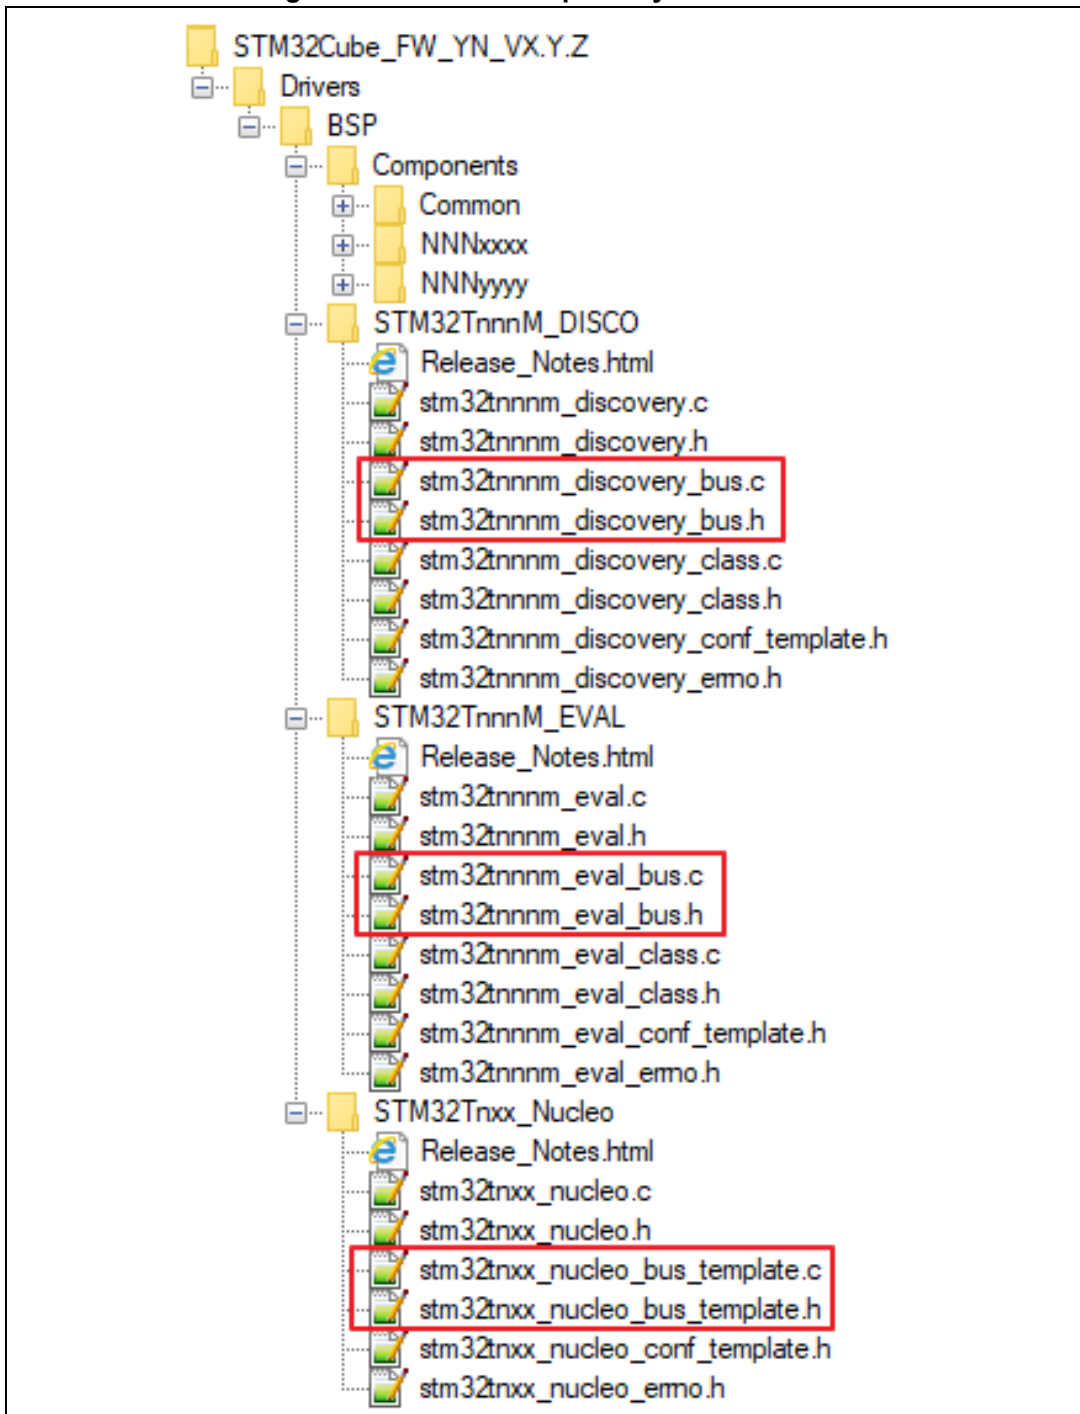 STM32Cube_FW_YN_VX.Y.Z
Drivers
BSP
Components
Common
NNNxxxx
NNNyyyy
STM32TnnnM_DISCO
Release_Notes.html
stm32tnnnm_discovery.c
stm32tnnnm_discovery.h
stm32tnnnm_discovery_bus.c
stm32tnnnm_discovery_bus.h
stm32tnnnm_discovery_class.c
stm32tnnnm_discovery_class.h
stm32tnnnm_discovery_conf_template.h
stm32tnnnm_discovery_errno.h
STM32TnnnM_EVAL
Release_Notes.html
stm32tnnnm_eval.c
stm32tnnnm_eval.h
stm32tnnnm_eval_bus.c
stm32tnnnm_eval_bus.h
stm32tnnnm_eval_class.c
stm32tnnnm_eval_class.h
stm32tnnnm_eval_conf_template.h
stm32tnnnm_eval_errno.h
STM32Tnxx_Nucleo
Release_Notes.html
stm32tnxx_nucleo.c
stm32tnxx_nucleo.h
stm32tnxx_nucleo_bus_template.c
stm32tnxx_nucleo_bus_template.h
stm32tnxx_nucleo_conf_template.h
stm32tnxx_nucleo_errno.h